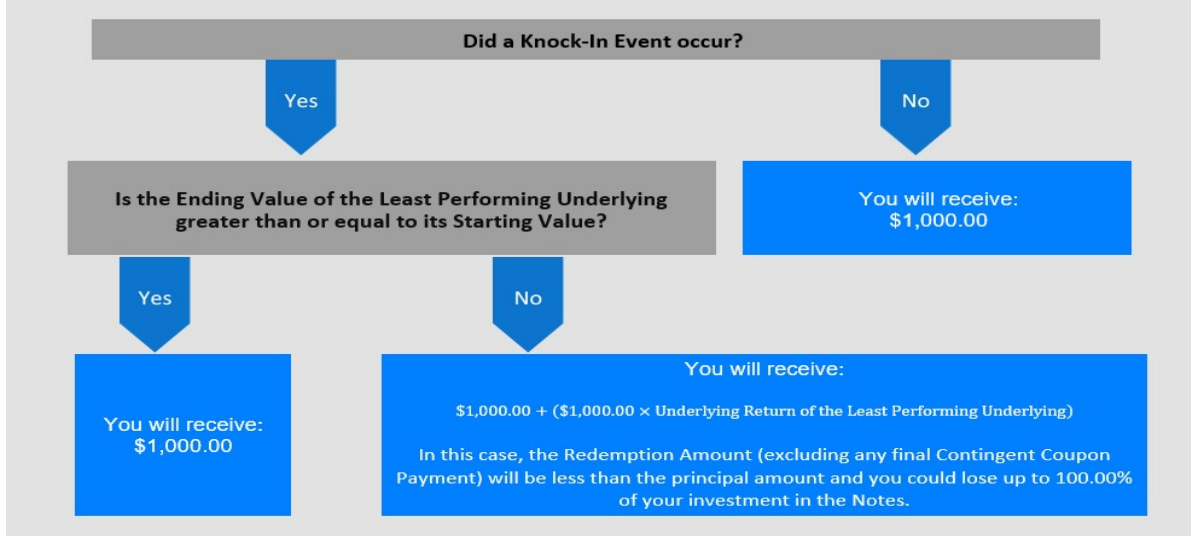 Did a Knock-In Event occur?
Yes
No
Is the Ending Value of the Least Performing Underlying
greater than or equal to its Starting Value?
You will receive:
$1,000.00
Yes
No
You will receive:
$1,000.00
You will receive:
$1,000.00 + ($1,000.00 × Underlying Return of the Least Performing Underlying)
In this case, the Redemption Amount (excluding any final Contingent Coupon
Payment) will be less than the principal amount and you could lose up to 100.00%
of your investment in the Notes.